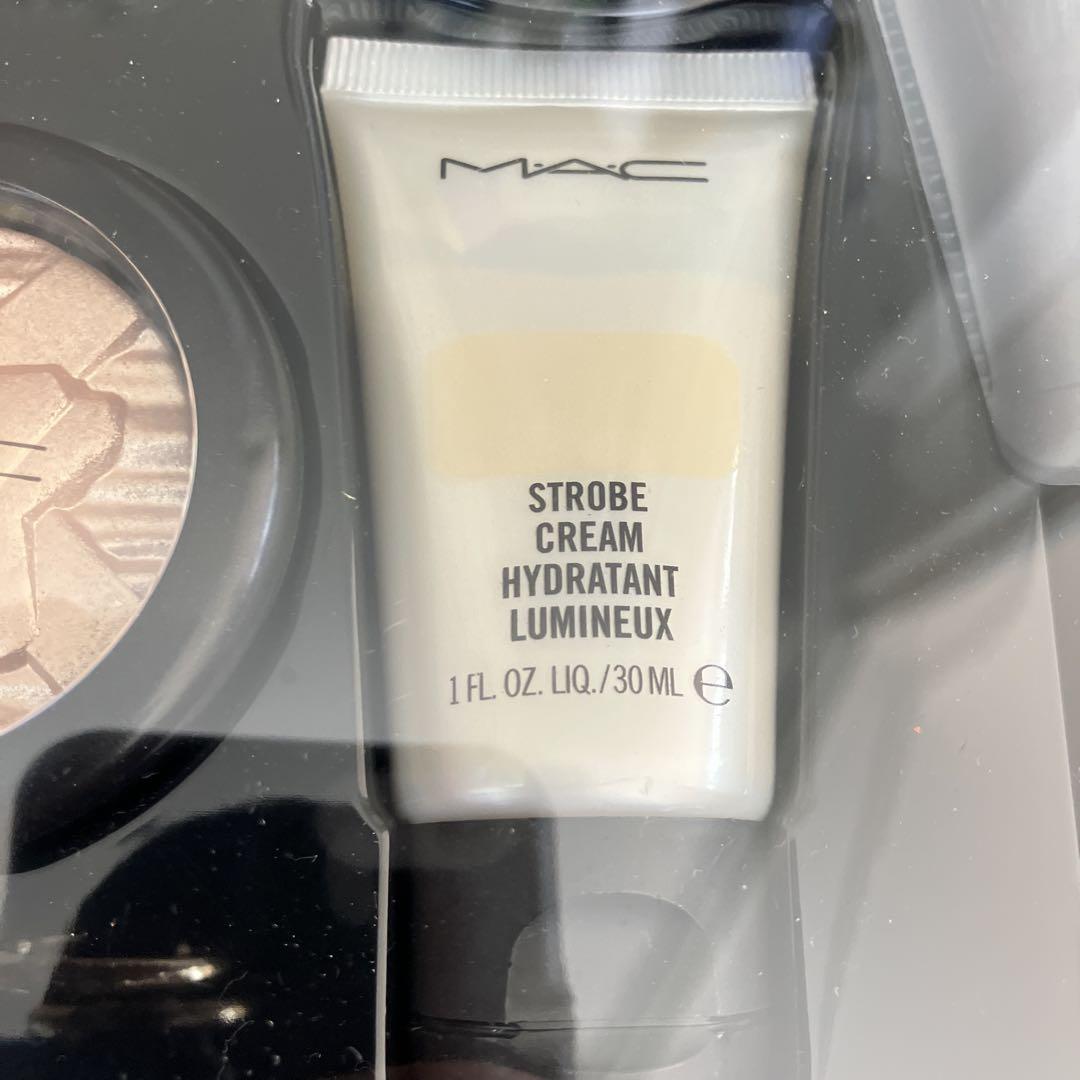 M·A·C
STROBE
CREAM
HYDRATANT
LUMINEUX
1 FL. OZ. LIQ./30 ML ℮